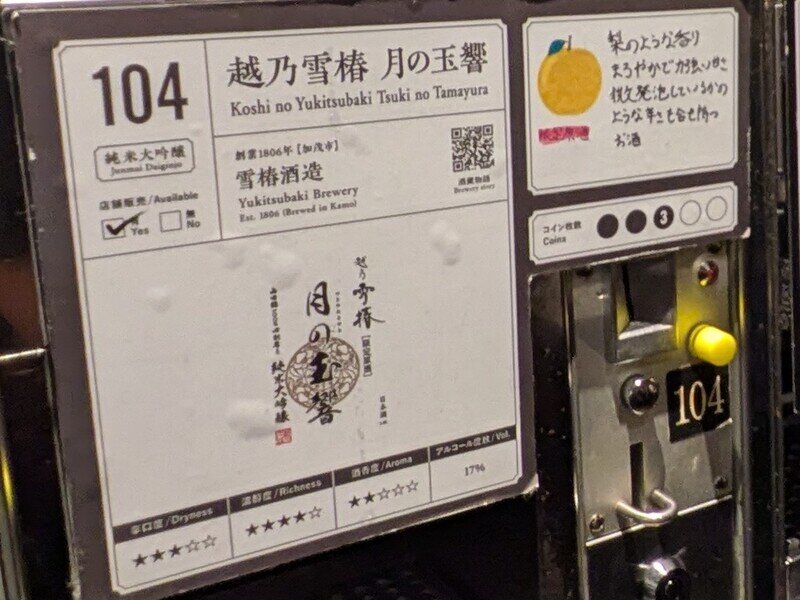 104
純米大吟醸
Junmai Daiginjo
店舗販売/Available
Yes
無 No
越乃雪椿 月の玉響
Koshi no Yukitsubaki Tsuki no Tamayura
創業1806年【加茂市】
雪椿酒造
Yukitsubaki Brewery
Est. 1806 (Brewed in Kamo)
酒蔵物語
Brewery story
越乃
雪椿
月の玉響
純米大吟醸
日本酒
辛口度/Dryness
★★★☆☆
濃醇度/Richness
★★★★☆
酒香度/Aroma
★★☆☆☆
アルコール度数/Vol.
17%
梨のような香り
まろやかで力強い甘さ
微発泡しているかの
ような辛さも合せ持つ
お酒
コイン枚数
Coins
3
104